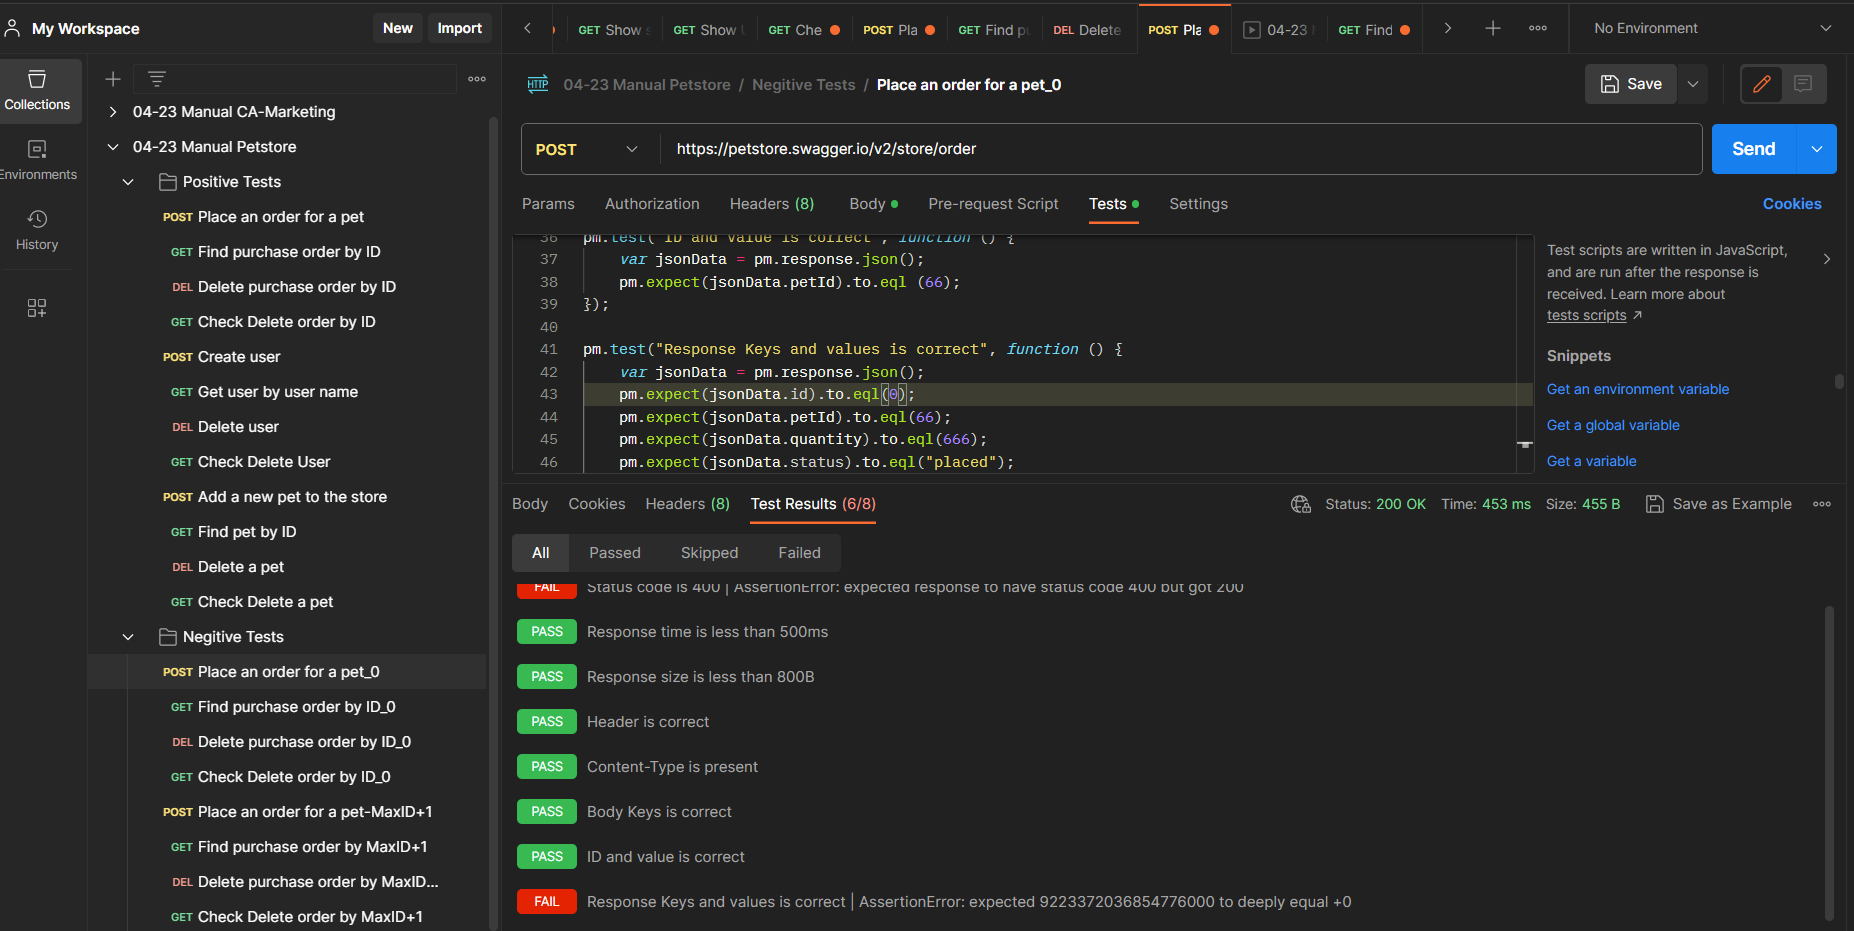 My Workspace
New
Import
GET Show
GET Show
GET Che
POST Pla
GET Find
DEL Delete
POST Pla
04-23
GET Find
No Environment
Collections
Environments
History
04-23 Manual CA-Marketing
04-23 Manual Petstore
Positive Tests
POST Place an order for a pet
GET Find purchase order by ID
DEL Delete purchase order by ID
GET Check Delete order by ID
POST Create user
GET Get user by user name
DEL Delete user
GET Check Delete User
POST Add a new pet to the store
GET Find pet by ID
DEL Delete a pet
GET Check Delete a pet
Negitive Tests
POST Place an order for a pet_0
GET Find purchase order by ID_0
DEL Delete purchase order by ID_0
GET Check Delete order by ID_0
POST Place an order for a pet-MaxID+1
GET Find purchase order by MaxID+1
DEL Delete purchase order by MaxID...
GET Check Delete order by MaxID+1
HTTP 04-23 Manual Petstore / Negitive Tests / Place an order for a pet_0
Save
POST
https://petstore.swagger.io/v2/store/order
Send
Params Authorization Headers (8) Body Pre-request Script Tests Settings
Cookies
36 pm.test("ID and value is correct", function () {
37 var jsonData = pm.response.json();
38 pm.expect(jsonData.petId).to.eql (66);
39 });
40
41 pm.test("Response Keys and values is correct", function () {
42 var jsonData = pm.response.json();
43 pm.expect(jsonData.id).to.eql(0);
44 pm.expect(jsonData.petId).to.eql(66);
45 pm.expect(jsonData.quantity).to.eql(666);
46 pm.expect(jsonData.status).to.eql("placed");
Test scripts are written in JavaScript,
and are run after the response is
received. Learn more about
tests scripts ↗
Snippets
Get an environment variable
Get a global variable
Get a variable
Body Cookies Headers (8) Test Results (6/8)
Status: 200 OK Time: 453 ms Size: 455 B
Save as Example
All Passed Skipped Failed
FAIL Status code is 400 | AssertionError: expected response to have status code 400 but got 200
PASS Response time is less than 500ms
PASS Response size is less than 800B
PASS Header is correct
PASS Content-Type is present
PASS Body Keys is correct
PASS ID and value is correct
FAIL Response Keys and values is correct | AssertionError: expected 9223372036854776000 to deeply equal +0